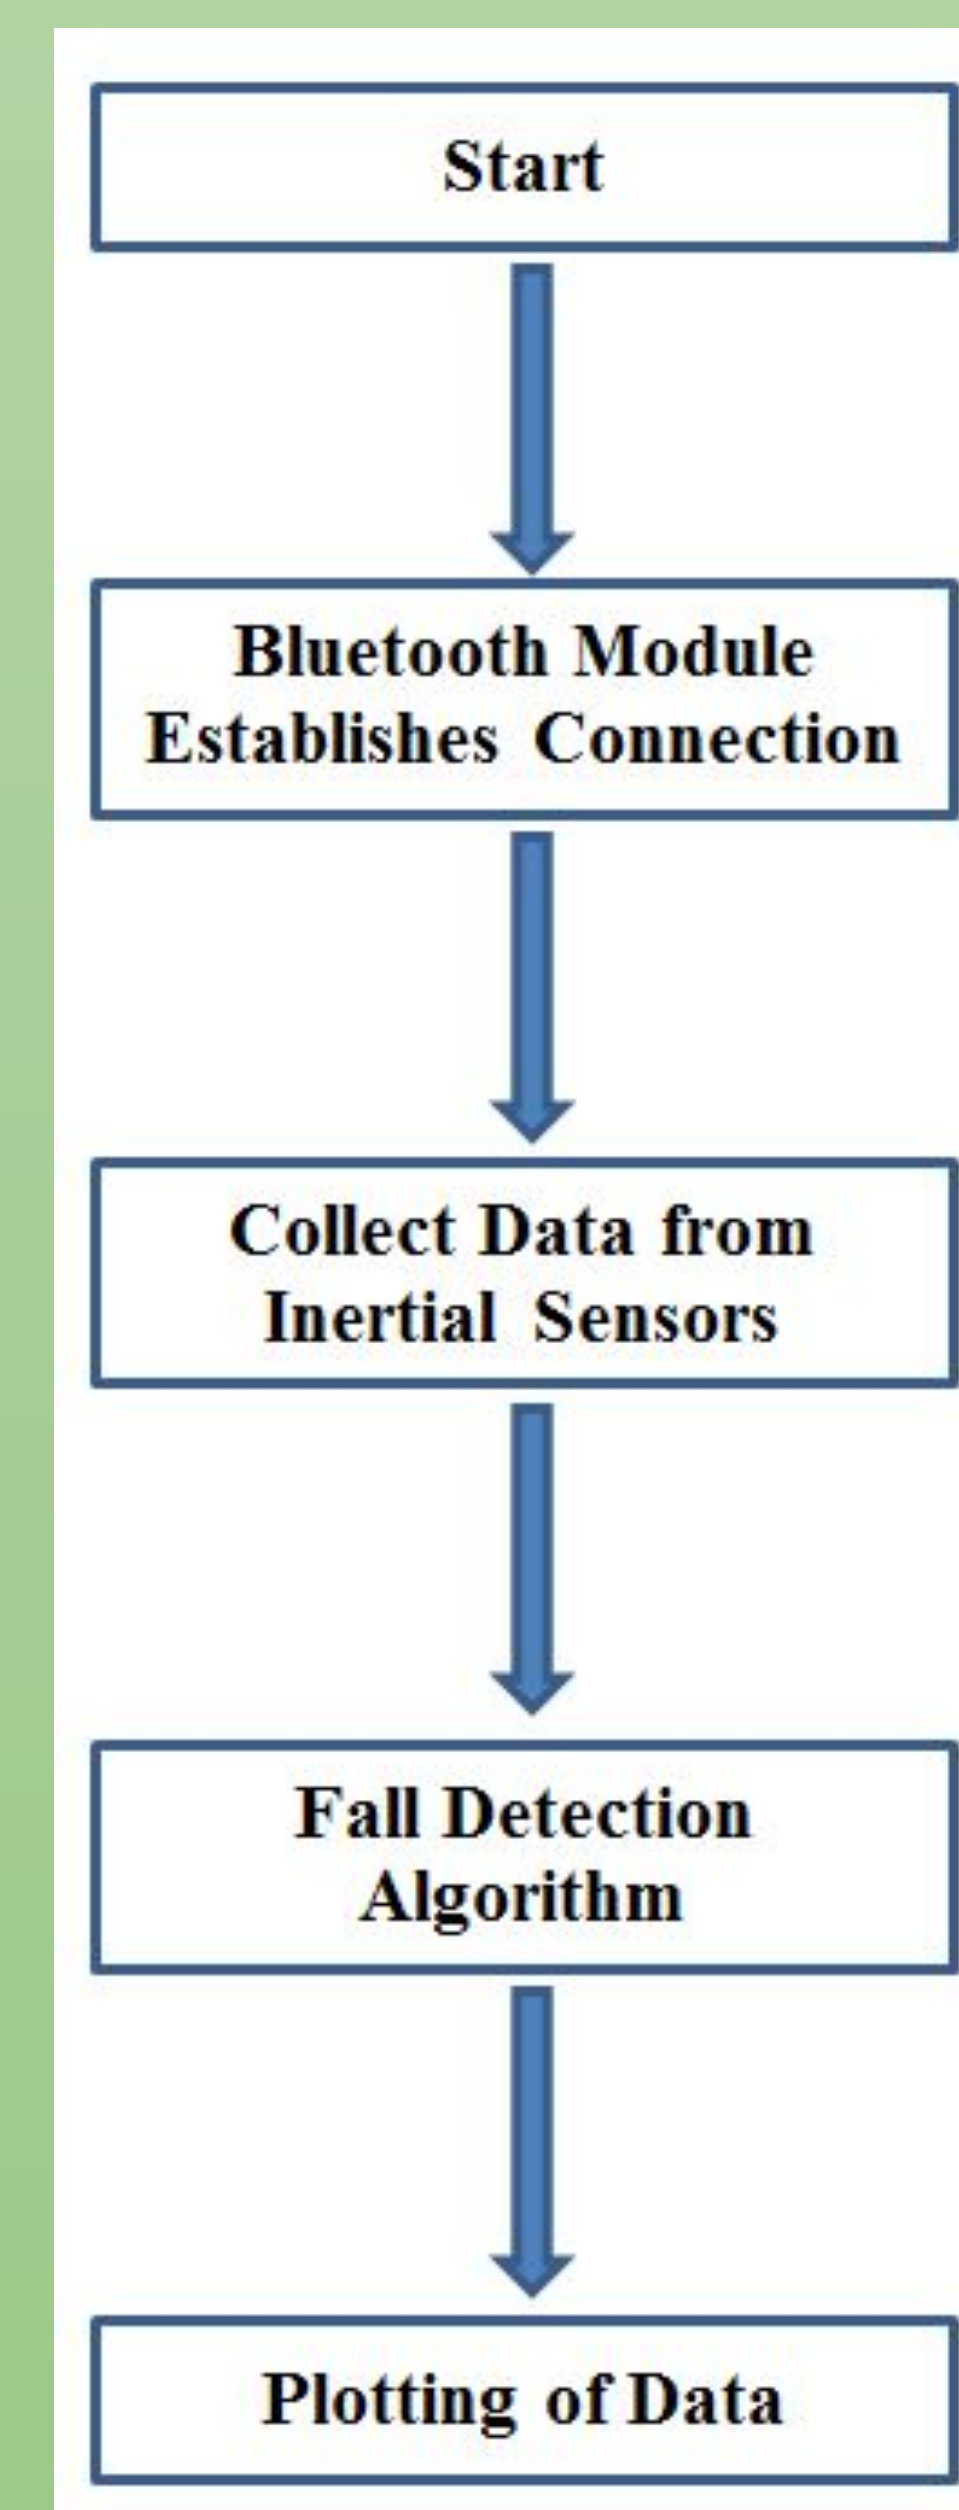 Start
Bluetooth Module
Establishes Connection
Collect Data from
Inertial Sensors
Fall Detection
Algorithm
Plotting of Data